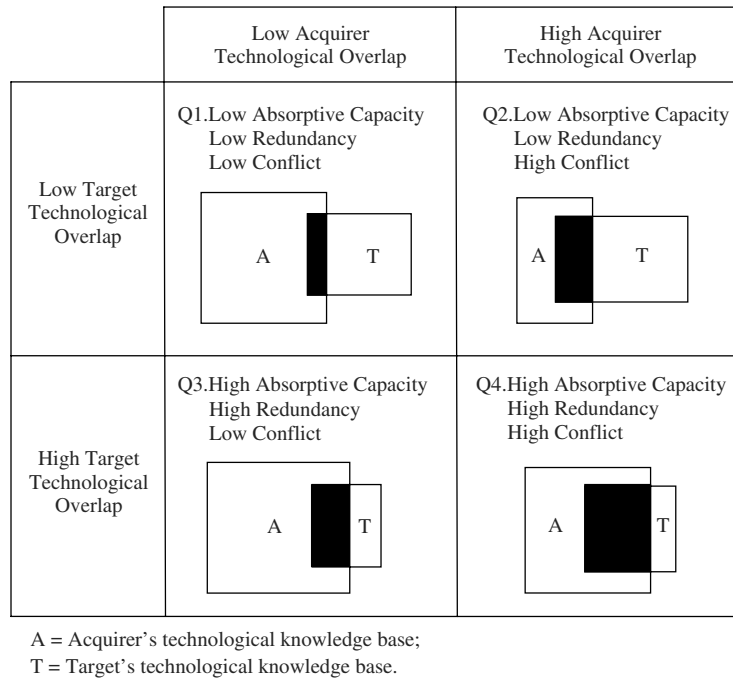 Low Acquirer
Technological Overlap
High Acquirer
Technological Overlap
Low Target
Technological
Overlap
Q1.Low Absorptive Capacity
Low Redundancy
Low Conflict
A
T
Q2.Low Absorptive Capacity
Low Redundancy
High Conflict
A
T
High Target
Technological
Overlap
Q3.High Absorptive Capacity
High Redundancy
Low Conflict
A
T
Q4.High Absorptive Capacity
High Redundancy
High Conflict
A
T
A = Acquirer's technological knowledge base;
T = Target's technological knowledge base.